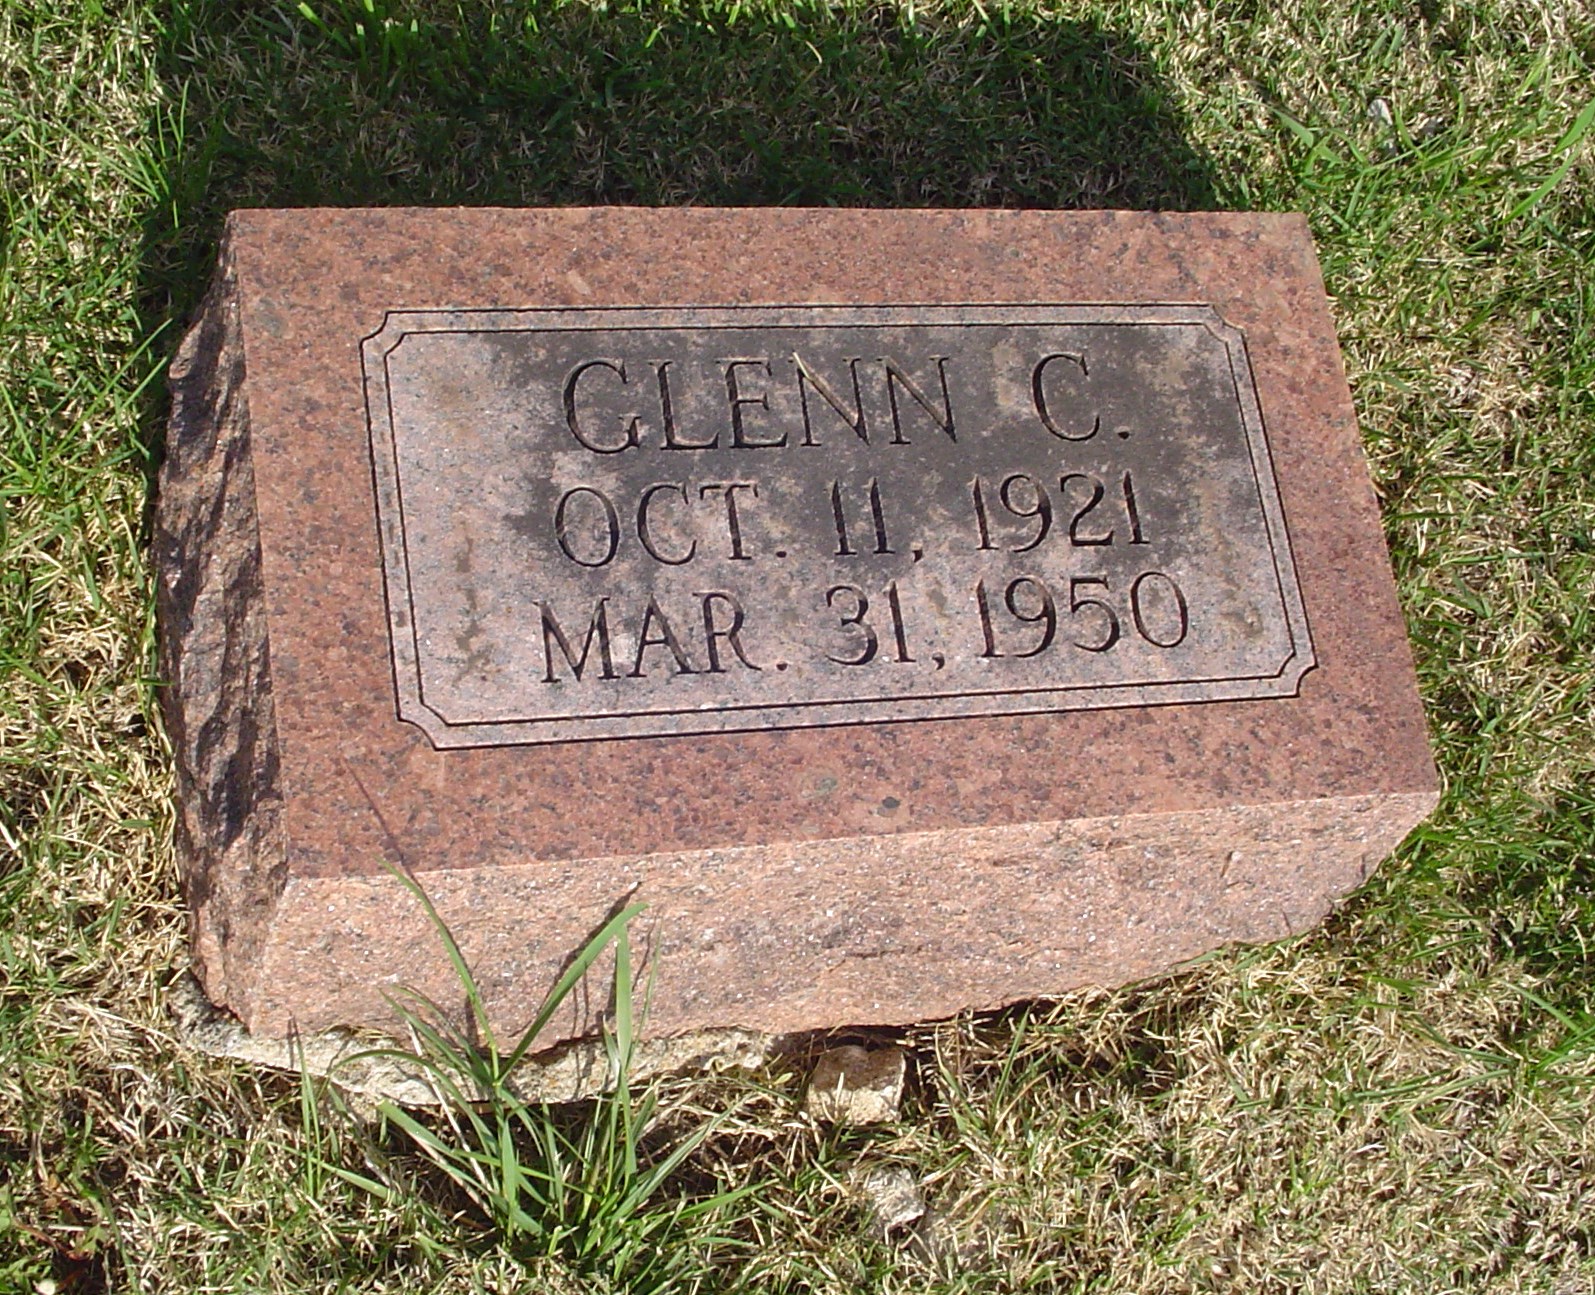 GLENN C.
OCT. 11, 1921
MAR. 31, 1950